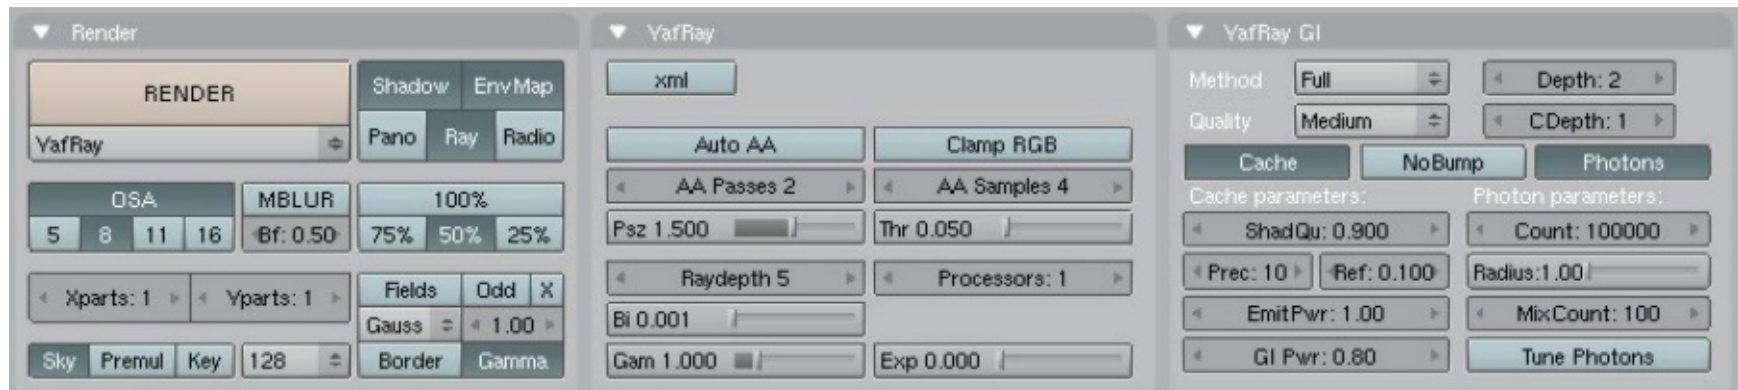 Render
RENDER
YafRay
Shadow EnvMap
Pano Ray Radio
OSA
5 8 11 16
MBLUR
Bf: 0.50
100%
75% 50% 25%
Xparts: 1 Yparts: 1
Fields Odd X
Gauss 1.00
Sky Premul Key 128
Border Gamma
YafRay
xml
Auto AA Clamp RGB
AA Passes 2 AA Samples 4
Psz 1.500 Thr 0.050
Raydepth 5 Processors: 1
Bi 0.001
Gam 1.000 Exp 0.000
YafRay GI
Method Full Depth: 2
Quality Medium CDepth: 1
Cache NoBump Photons
Cache parameters: Photon parameters:
ShadQu: 0.900 Count: 100000
Prec: 10 Ref: 0.100 Radius:1.00
EmitPwr: 1.00 MixCount: 100
GI Pwr: 0.80 Tune Photons